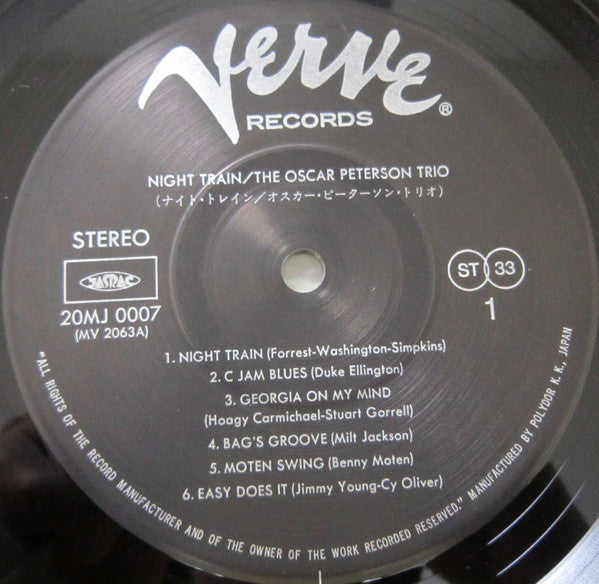 VERVE®
RECORDS
NIGHT TRAIN/THE OSCAR PETERSON TRIO
(ナイト・トレイン/オスカー・ピーターソン・トリオ)
STEREO
JASRAC
20MJ 0007
(MV 2063A)
ST 33
1
1. NIGHT TRAIN (Forrest-Washington-Simpkins)
2. C JAM BLUES (Duke Ellington)
3. GEORGIA ON MY MIND
(Hoagy Carmichael-Stuart Gorrell)
4. BAG'S GROOVE (Milt Jackson)
5. MOTEN SWING (Benny Moten)
6. EASY DOES IT (Jimmy Young-Cy Oliver)
"ALL RIGHTS OF THE RECORD MANUFACTURER AND OF THE OWNER OF THE WORK RECORDED RESERVED." MANUFACTURED BY POLYDOR K. K., JAPAN